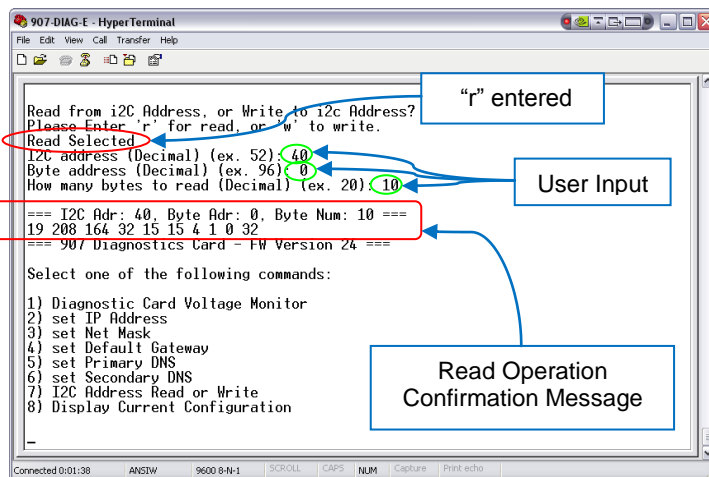 907-DIAG-E - HyperTerminal
File Edit View Call Transfer Help
Read from i2C Address, or Write to i2c Address?
Please Enter 'r' for read, or 'w' to write.
Read Selected
I2C address (Decimal) (ex. 52): 40
Byte address (Decimal) (ex. 96): 0
How many bytes to read (Decimal) (ex. 20): 10
“r” entered
User Input
=== I2C Adr: 40, Byte Adr: 0, Byte Num: 10 ===
19 208 164 32 15 15 4 1 0 32
=== 907 Diagnostics Card - FW Version 24 ===
Select one of the following commands:
1) Diagnostic Card Voltage Monitor
2) set IP Address
3) set Net Mask
4) set Default Gateway
5) set Primary DNS
6) set Secondary DNS
7) I2C Address Read or Write
8) Display Current Configuration
Read Operation
Confirmation Message
_
Connected 0:01:38 ANSIW 9600 8-N-1 SCROLL CAPS NUM Capture Print echo